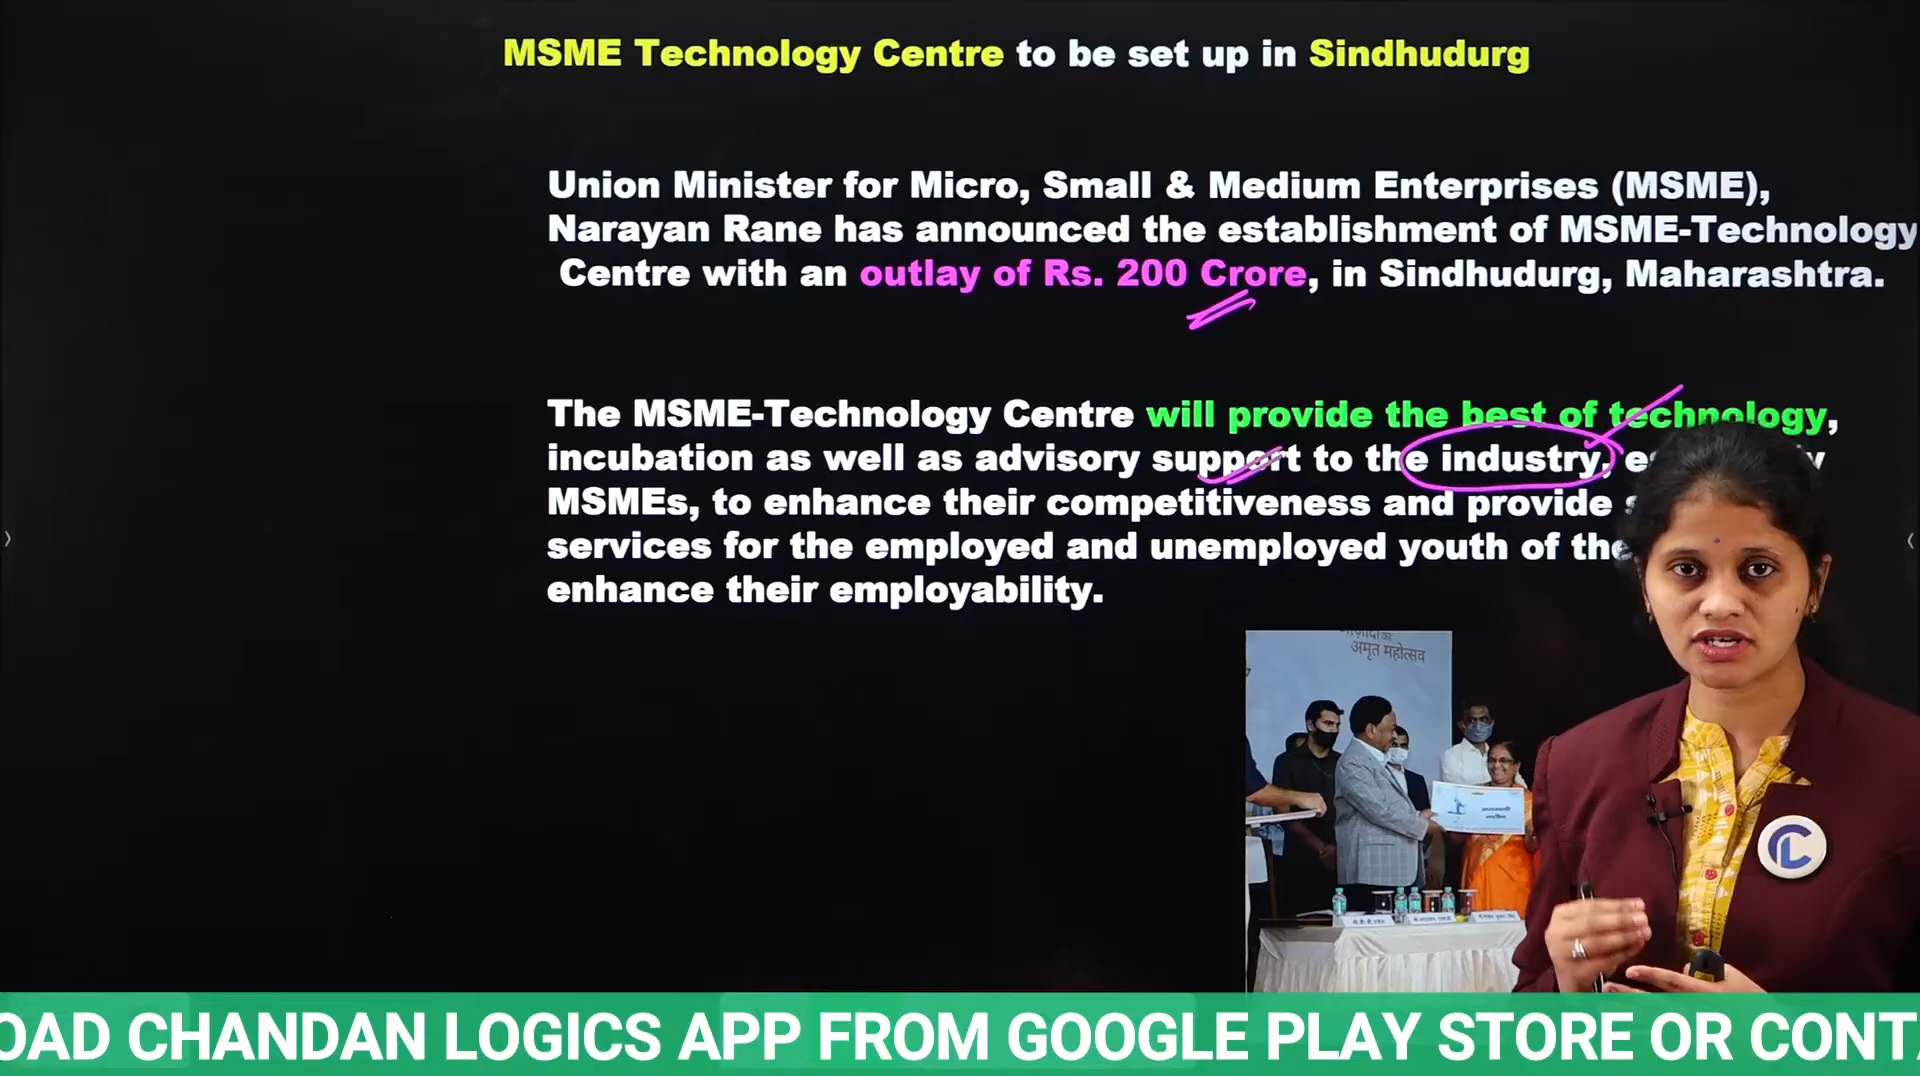 MSME Technology Centre to be set up in Sindhudurg
Union Minister for Micro, Small & Medium Enterprises (MSME),
Narayan Rane has announced the establishment of MSME-Technology
Centre with an outlay of Rs. 200 Crore, in Sindhudurg, Maharashtra.
The MSME-Technology Centre will provide the best of technology,
incubation as well as advisory support to the industry,
MSMEs, to enhance their competitiveness and provide
services for the employed and unemployed youth of the
enhance their employability.
अमृत महोत्सव
OAD CHANDAN LOGICS APP FROM GOOGLE PLAY STORE OR CONT